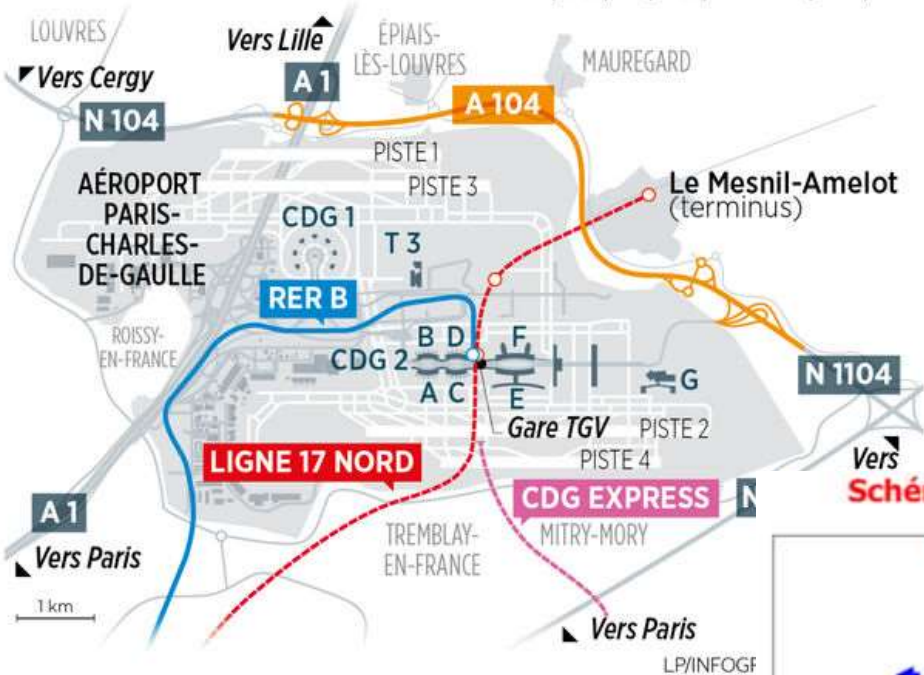 LOUVRES
Vers Lille
ÉPIAIS-
LÈS-LOUVRES
MAUREGARD
Vers Cergy
A 1
A 104
N 104
PISTE 1
PISTE 3
AÉROPORT
PARIS-
CHARLES-
DE-GAULLE
CDG 1
T 3
Le Mesnil-Amelot
(terminus)
RER B
ROISSY-
EN-FRANCE
B D
F
CDG 2
A C
E
G
N 1104
Gare TGV
PISTE 2
PISTE 4
LIGNE 17 NORD
Vers
CDG EXPRESS
A 1
Vers Paris
TREMBLAY-
EN-FRANCE
MITRY-MORY
1 km
Vers Paris